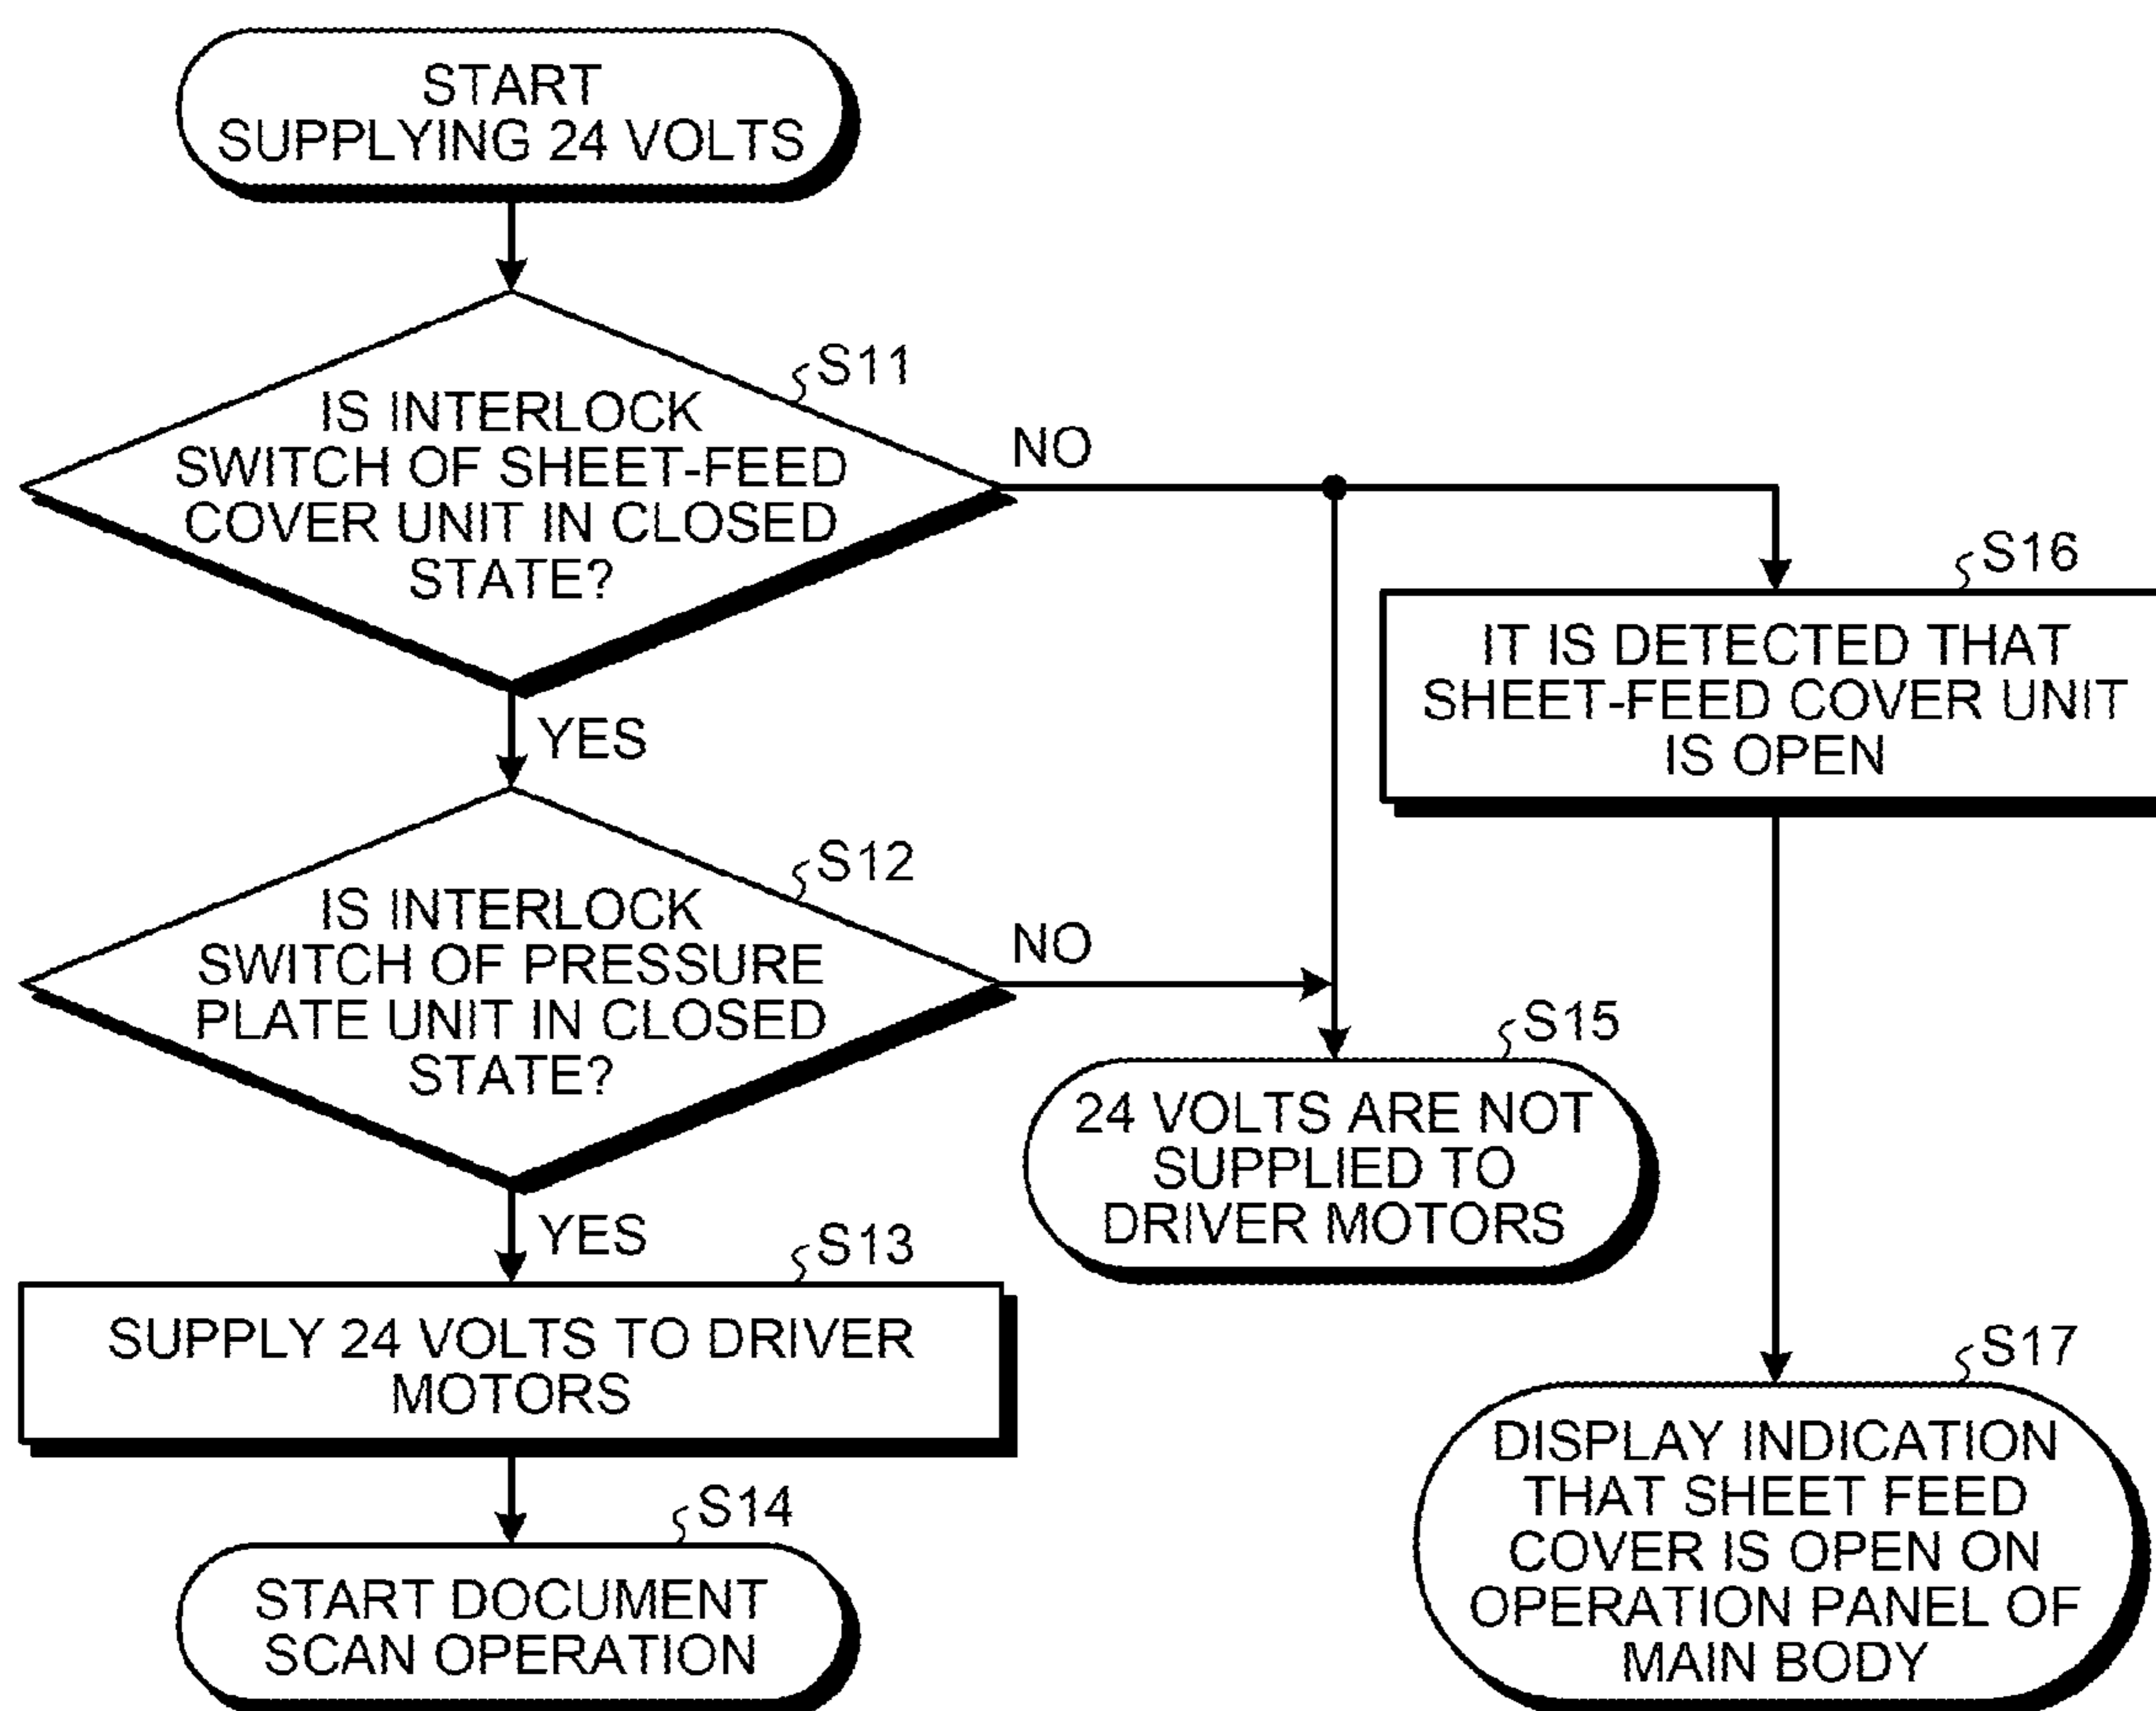 START
SUPPLYING 24 VOLTS
S11
IS INTERLOCK
SWITCH OF SHEET-FEED
COVER UNIT IN CLOSED
STATE?
NO
YES
S16
IT IS DETECTED THAT
SHEET-FEED COVER UNIT
IS OPEN
S12
IS INTERLOCK
SWITCH OF PRESSURE
PLATE UNIT IN CLOSED
STATE?
NO
YES
S15
24 VOLTS ARE NOT
SUPPLIED TO
DRIVER MOTORS
S13
SUPPLY 24 VOLTS TO DRIVER
MOTORS
S17
DISPLAY INDICATION
THAT SHEET FEED
COVER IS OPEN ON
OPERATION PANEL OF
MAIN BODY
S14
START DOCUMENT
SCAN OPERATION